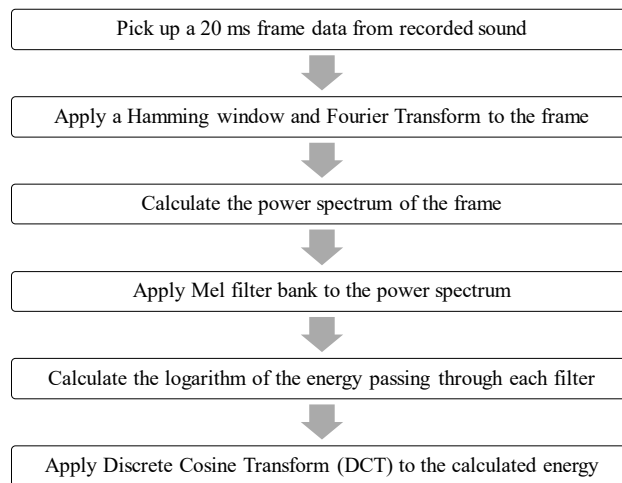 Pick up a 20 ms frame data from recorded sound
Apply a Hamming window and Fourier Transform to the frame
Calculate the power spectrum of the frame
Apply Mel filter bank to the power spectrum
Calculate the logarithm of the energy passing through each filter
Apply Discrete Cosine Transform (DCT) to the calculated energy